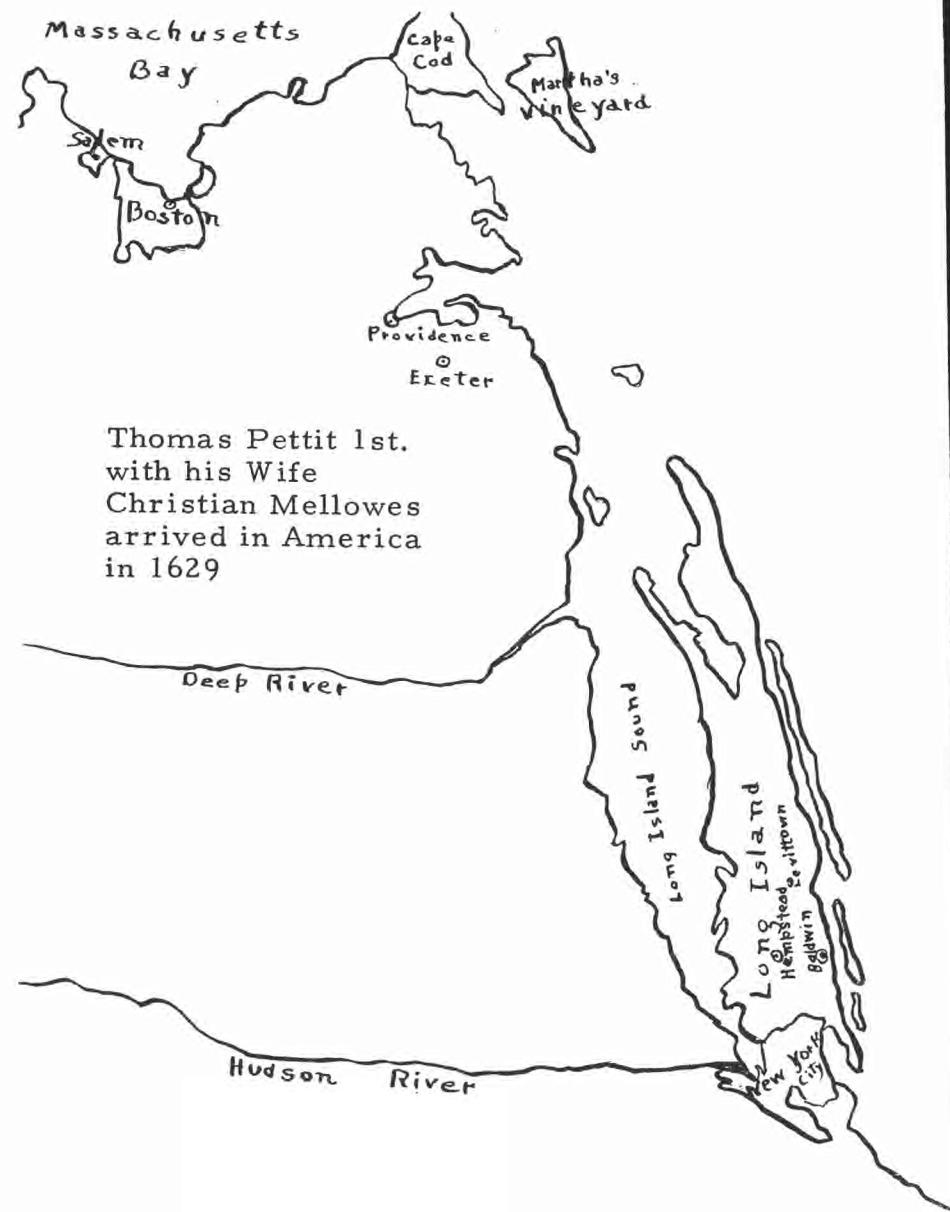 Massachusetts
Bay
Cape
Cod
Martha's
Vineyard
Salem
Boston
Providence
Exeter
Thomas Pettit 1st.
with his Wife
Christian Mellowes
arrived in America
in 1629
Deep River
Long Island Sound
Long Island
Hempstead
Levittown
Baldwin
Hudson River
New York
City